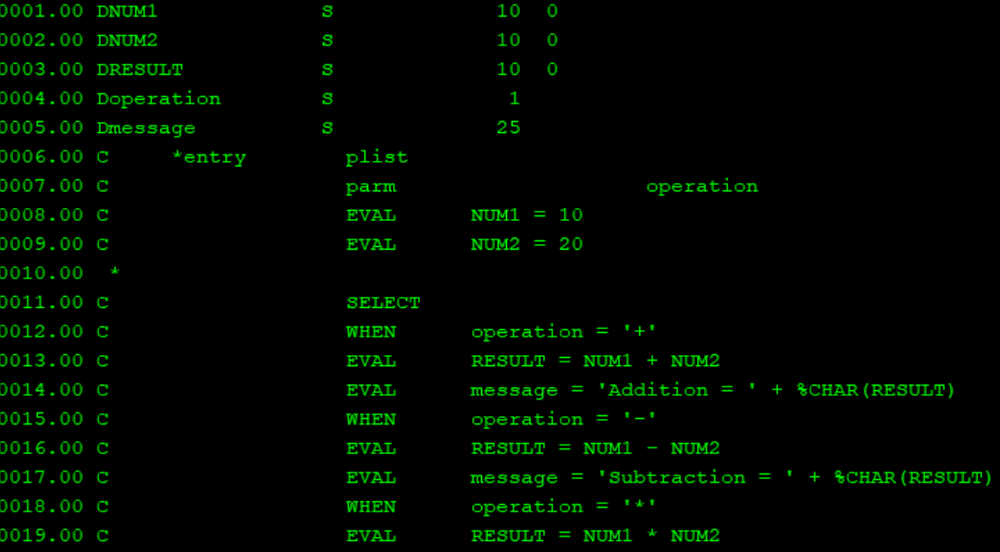 0001.00 DNUM1             S             10  0
0002.00 DNUM2             S             10  0
0003.00 DRESULT           S             10  0
0004.00 Doperation        S              1
0005.00 Dmessage          S             25
0006.00 C     *entry        plist
0007.00 C                   parm                    operation
0008.00 C                   EVAL      NUM1 = 10
0009.00 C                   EVAL      NUM2 = 20
0010.00  *
0011.00 C                   SELECT
0012.00 C                   WHEN      operation = '+'
0013.00 C                   EVAL      RESULT = NUM1 + NUM2
0014.00 C                   EVAL      message = 'Addition = ' + %CHAR(RESULT)
0015.00 C                   WHEN      operation = '-'
0016.00 C                   EVAL      RESULT = NUM1 - NUM2
0017.00 C                   EVAL      message = 'Subtraction = ' + %CHAR(RESULT)
0018.00 C                   WHEN      operation = '*'
0019.00 C                   EVAL      RESULT = NUM1 * NUM2